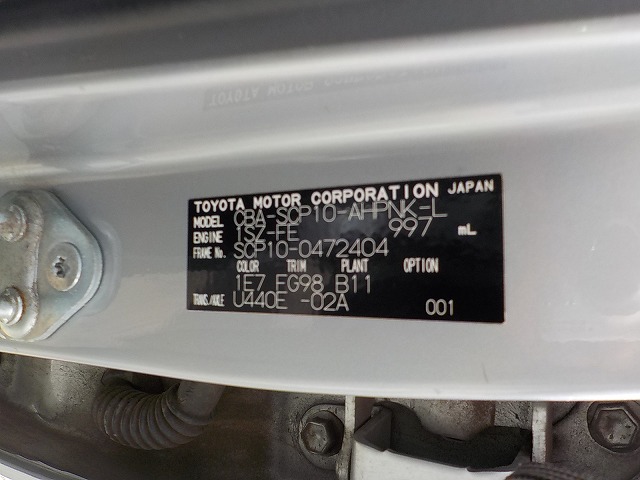 TOYOTA MOTOR CORPORATION JAPAN
MODEL CBA-SCP10-AHPNK-L
ENGINE 1SZ-FE 997 mL
FRAME No. SCP10-0472404
COLOR TRIM PLANT OPTION
1E7 FG98 B11
TRANS/AXLE U440E -02A 001